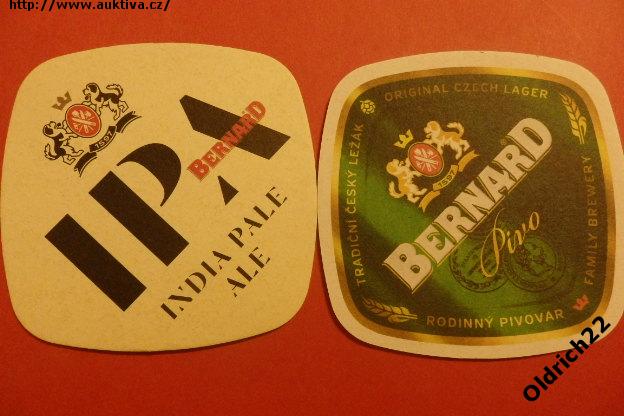 http://www.auktiva.cz/
1597
IPA
BERNARD
INDIA PALE
ALE
ORIGINAL CZECH LAGER
TRADIČNÍ ČESKÝ LEŽÁK
1597
BERNARD
Pivo
FAMILY BREWERY
RODINNÝ PIVOVAR
Oldrich22